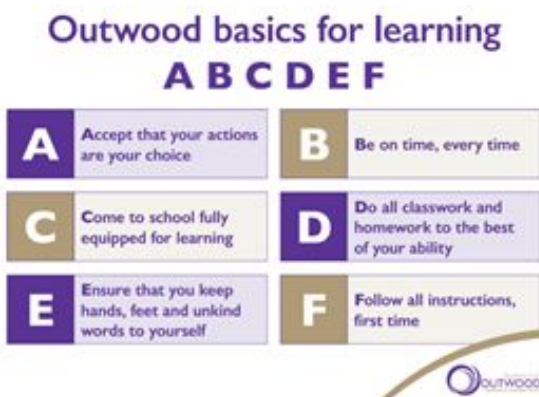 Outwood basics for learning
A B C D E F
A
Accept that your actions
are your choice
B
Be on time, every time
C
Come to school fully
equipped for learning
D
Do all classwork and
homework to the best
of your ability
E
Ensure that you keep
hands, feet and unkind
words to yourself
F
Follow all instructions,
first time
OUTWOOD